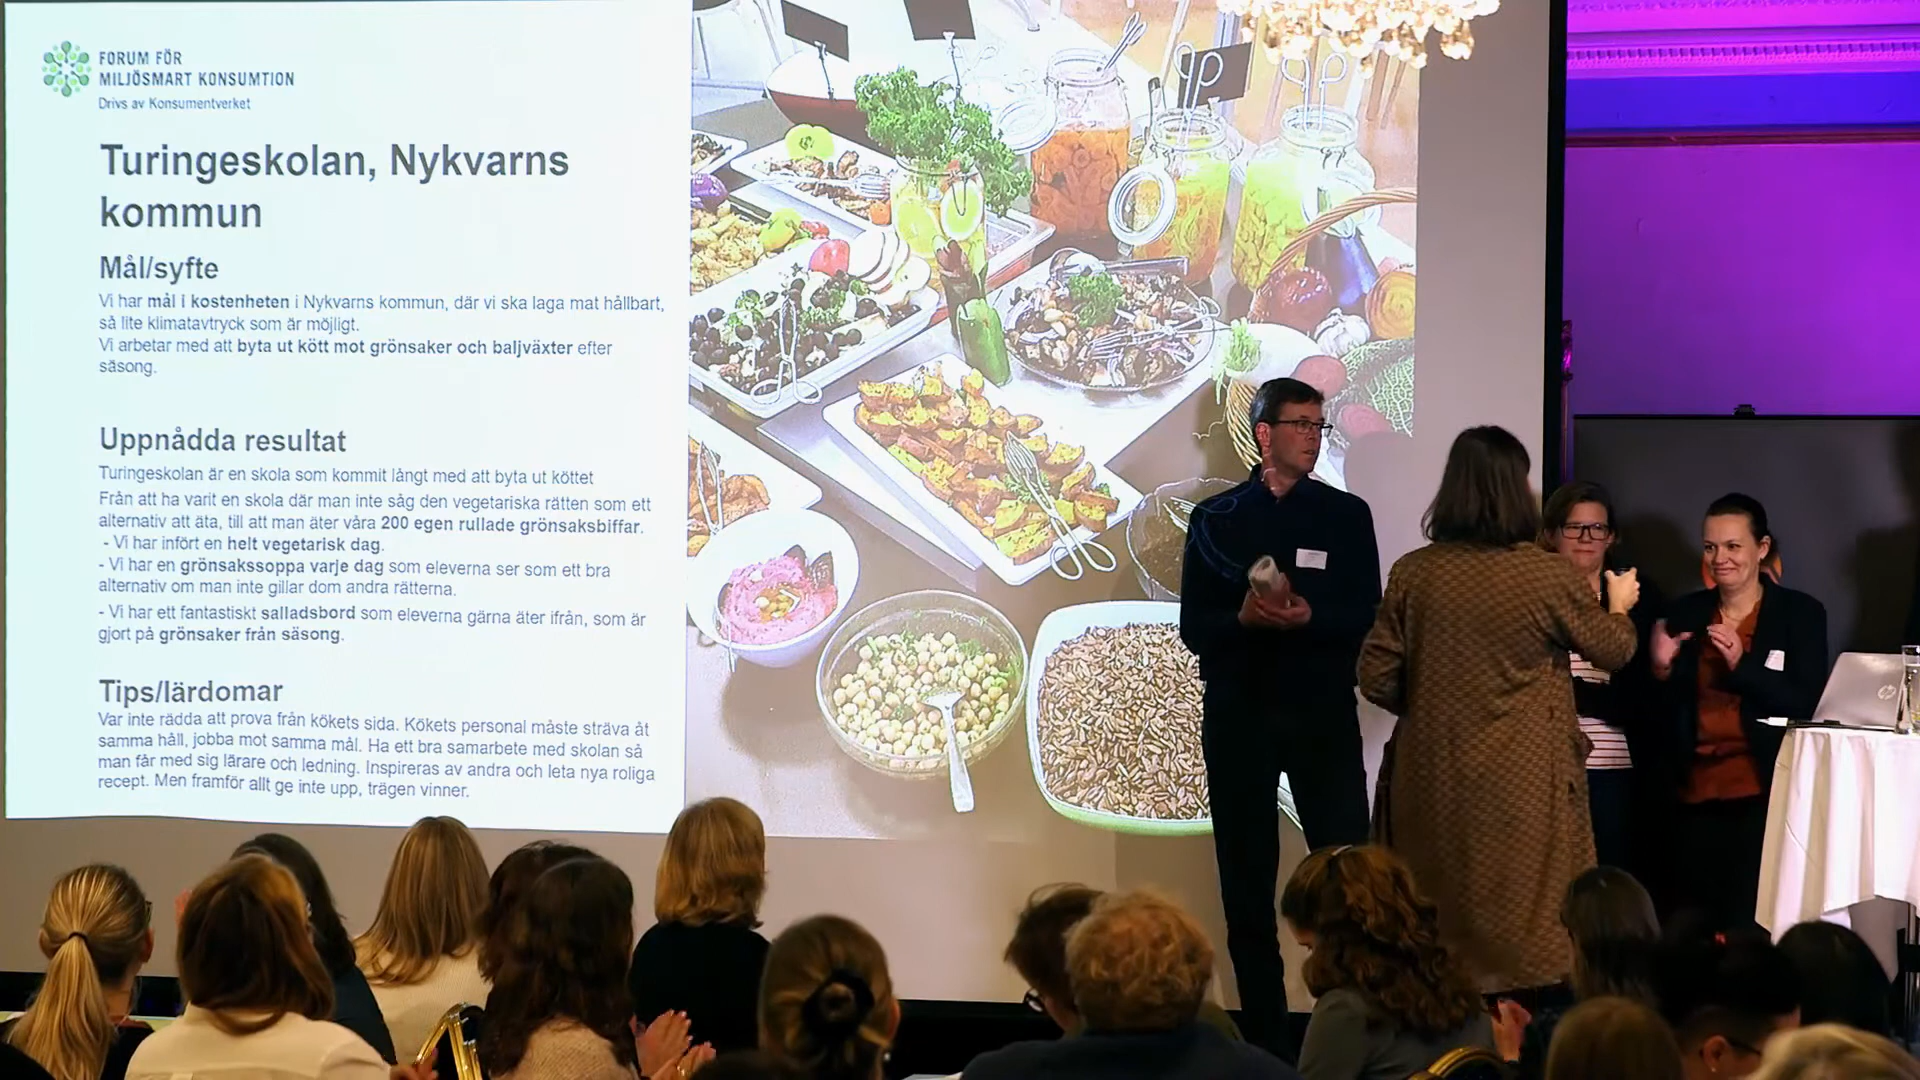 FORUM FÖR
MILJÖSMART KONSUMTION
Drivs av Konsumentverket
Turingeskolan, Nykvarns
kommun
Mål/syfte
Vi har mål i kostenheten i Nykvarns kommun, där vi ska laga mat hållbart,
så lite klimatavtryck som är möjligt.
Vi arbetar med att byta ut kött mot grönsaker och baljväxter efter
säsong.
Uppnådda resultat
Turingeskolan är en skola som kommit långt med att byta ut köttet
Från att ha varit en skola där man inte såg den vegetariska rätten som ett
alternativ att äta, till att man äter våra 200 egen rullade grönsaksbiffar.
- Vi har infört en helt vegetarisk dag.
- Vi har en grönsakssoppa varje dag som eleverna ser som ett bra
alternativ om man inte gillar dom andra rätterna.
- Vi har ett fantastiskt salladsbord som eleverna gärna äter ifrån, som är
gjort på grönsaker från säsong.
Tips/lärdomar
Var inte rädda att prova från kökets sida. Kökets personal måste sträva åt
samma håll, jobba mot samma mål. Ha ett bra samarbete med skolan så
man får med sig lärare och ledning. Inspireras av andra och leta nya roliga
recept. Men framför allt ge inte upp, trägen vinner.
hp